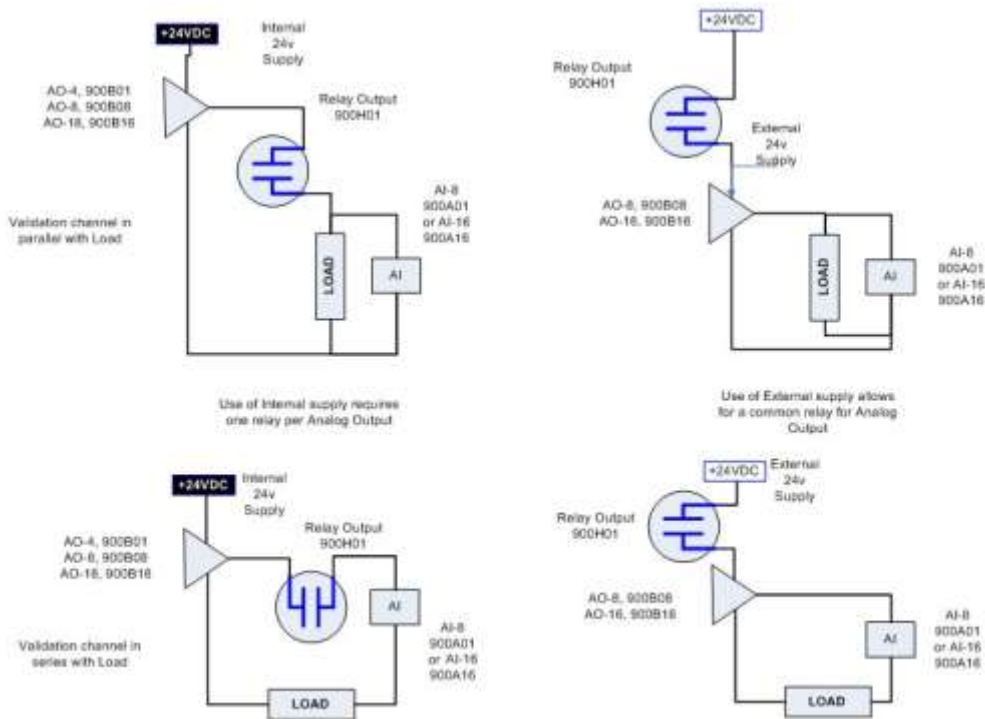 +24VDC
Internal
24v
Supply
AO-4, 900B01
AO-8, 900B08
AO-16, 900B16
Relay Output
900H01
AI-8
900A01
or AI-16
900A16
Validation channel in
parallel with Load
LOAD
AI
+24VDC
Relay Output
900H01
External
24v
Supply
AO-8, 900B08
AO-16, 900B16
LOAD
AI
AI-8
900A01
or AI-16
900A16
Use of Internal supply requires
one relay per Analog Output
Use of External supply allows
for a common relay for Analog
Output
+24VDC
Internal
24v
Supply
Relay Output
900H01
AO-4, 900B01
AO-8, 900B08
AO-16, 900B16
AI
AI-8
900A01
or AI-16
900A16
Validation channel in
series with Load
LOAD
+24VDC
External
24v
Supply
Relay Output
900H01
AO-8, 900B08
AO-16, 900B16
AI
AI-8
900A01
or AI-16
900A16
LOAD